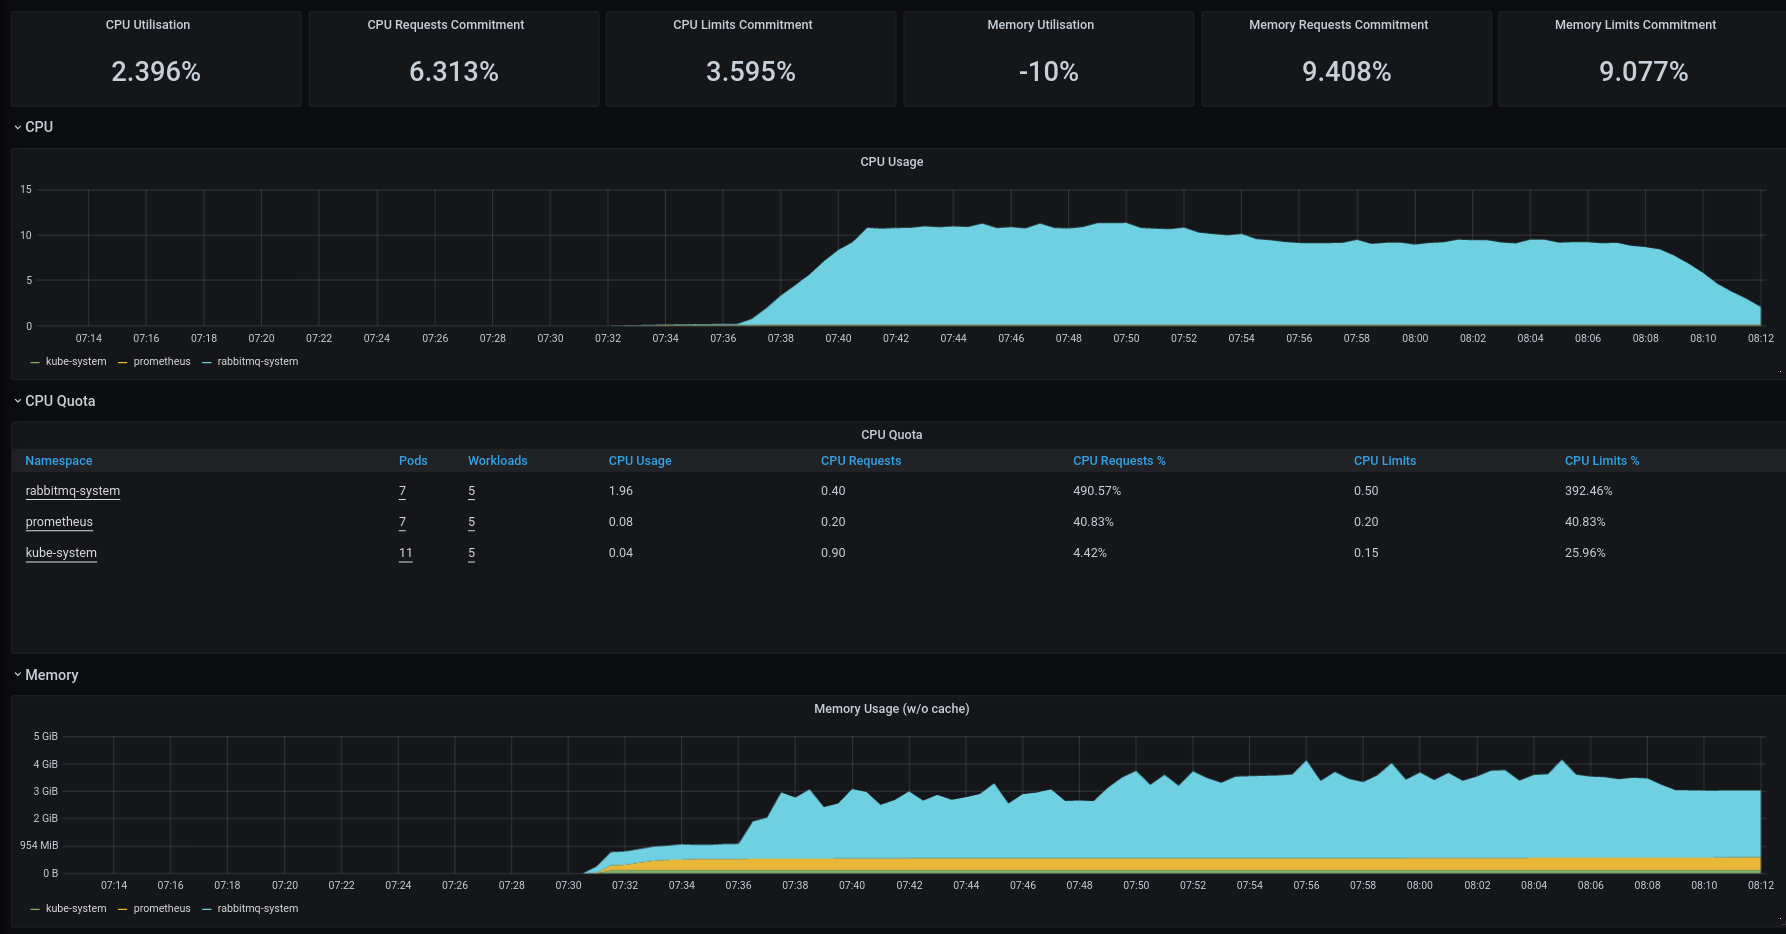 CPU Utilisation CPU Requests Commitment CPU Limits Commitment Memory Utilisation Memory Requests Commitment Memory Limits Commitment
2.396% 6.313% 3.595% -10% 9.408% 9.077%
CPU
CPU Usage
15
10
5
0
07:14 07:16 07:18 07:20 07:22 07:24 07:26 07:28 07:30 07:32 07:34 07:36 07:38 07:40 07:42 07:44 07:46 07:48 07:50 07:52 07:54 07:56 07:58 08:00 08:02 08:04 08:06 08:08 08:10 08:12
kube-system prometheus rabbitmq-system
CPU Quota
CPU Quota
Namespace Pods Workloads CPU Usage CPU Requests CPU Requests % CPU Limits CPU Limits %
rabbitmq-system 7 5 1.96 0.40 490.57% 0.50 392.46%
prometheus 7 5 0.08 0.20 40.83% 0.20 40.83%
kube-system 11 5 0.04 0.90 4.42% 0.15 25.96%
Memory
Memory Usage (w/o cache)
5 GiB
4 GiB
3 GiB
2 GiB
954 MiB
0 B
07:14 07:16 07:18 07:20 07:22 07:24 07:26 07:28 07:30 07:32 07:34 07:36 07:38 07:40 07:42 07:44 07:46 07:48 07:50 07:52 07:54 07:56 07:58 08:00 08:02 08:04 08:06 08:08 08:10 08:12
kube-system prometheus rabbitmq-system